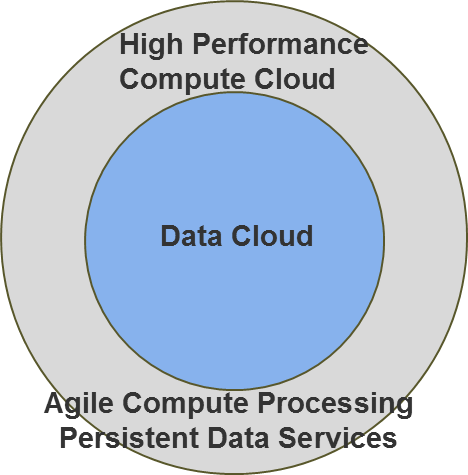 High Performance
Compute Cloud
Data Cloud
Agile Compute Processing
Persistent Data Services